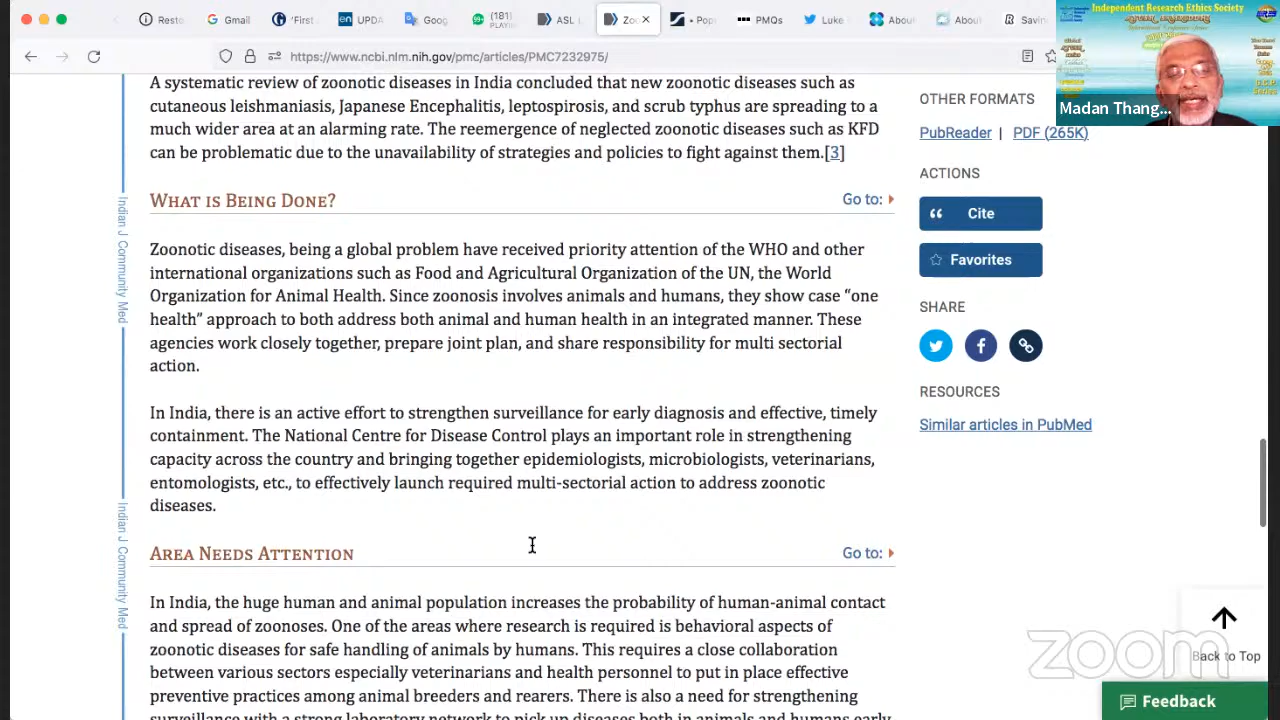 Reste
Gmail
'First
UPD
Goog
(181)
ASL
Zoo
Pop
PMQs
Luke
Abou
Abou
Savin
https://www.ncbi.nlm.nih.gov/pmc/articles/PMC7232975/
Independent Research Ethics Society
Madan Thang...
A systematic review of zoonotic diseases in India concluded that new zoonotic diseases such as
cutaneous leishmaniasis, Japanese Encephalitis, leptospirosis, and scrub typhus are spreading to a
much wider area at an alarming rate. The reemergence of neglected zoonotic diseases such as KFD
can be problematic due to the unavailability of strategies and policies to fight against them.[3]
WHAT IS BEING DONE?
Go to:
Zoonotic diseases, being a global problem have received priority attention of the WHO and other
international organizations such as Food and Agricultural Organization of the UN, the World
Organization for Animal Health. Since zoonosis involves animals and humans, they show case “one
health” approach to both address both animal and human health in an integrated manner. These
agencies work closely together, prepare joint plan, and share responsibility for multi sectorial
action.
In India, there is an active effort to strengthen surveillance for early diagnosis and effective, timely
containment. The National Centre for Disease Control plays an important role in strengthening
capacity across the country and bringing together epidemiologists, microbiologists, veterinarians,
entomologists, etc., to effectively launch required multi-sectorial action to address zoonotic
diseases.
AREA NEEDS ATTENTION
Go to:
In India, the huge human and animal population increases the probability of human-animal contact
and spread of zoonoses. One of the areas where research is required is behavioral aspects of
zoonotic diseases for safe handling of animals by humans. This requires a close collaboration
between various sectors especially veterinarians and health personnel to put in place effective
preventive practices among animal breeders and rearers. There is also a need for strengthening
surveillance with a strong laboratory network to pick up diseases both in animals and humans early
Indian J Community Med
Indian J Community Med
OTHER FORMATS
PubReader | PDF (265K)
ACTIONS
Cite
Favorites
SHARE
RESOURCES
Similar articles in PubMed
zoom
Back to Top
Feedback